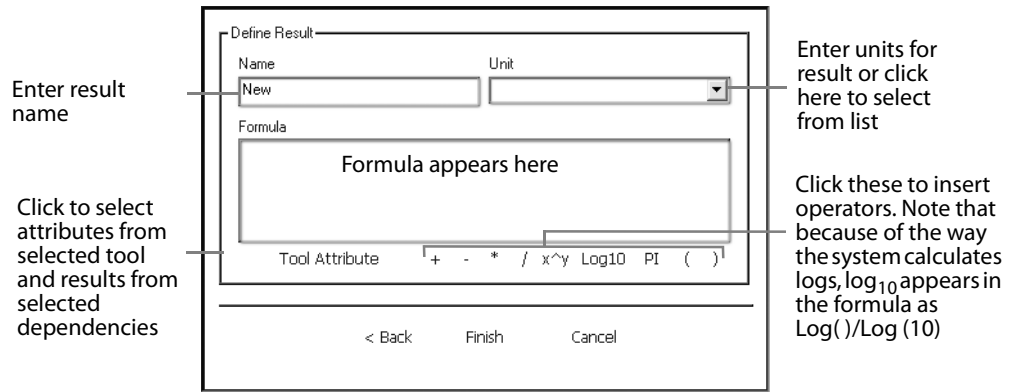 Define Result
Name
Unit
New
Enter result
name
Enter units for
result or click
here to select
from list
Formula
Formula appears here
Click to select
attributes from
selected tool
and results from
selected
dependencies
Click these to insert
operators. Note that
because of the way
the system calculates
logs, log10 appears in
the formula as
Log( )/Log (10)
Tool Attribute + - * / x^y Log10 PI ( )
< Back Finish Cancel